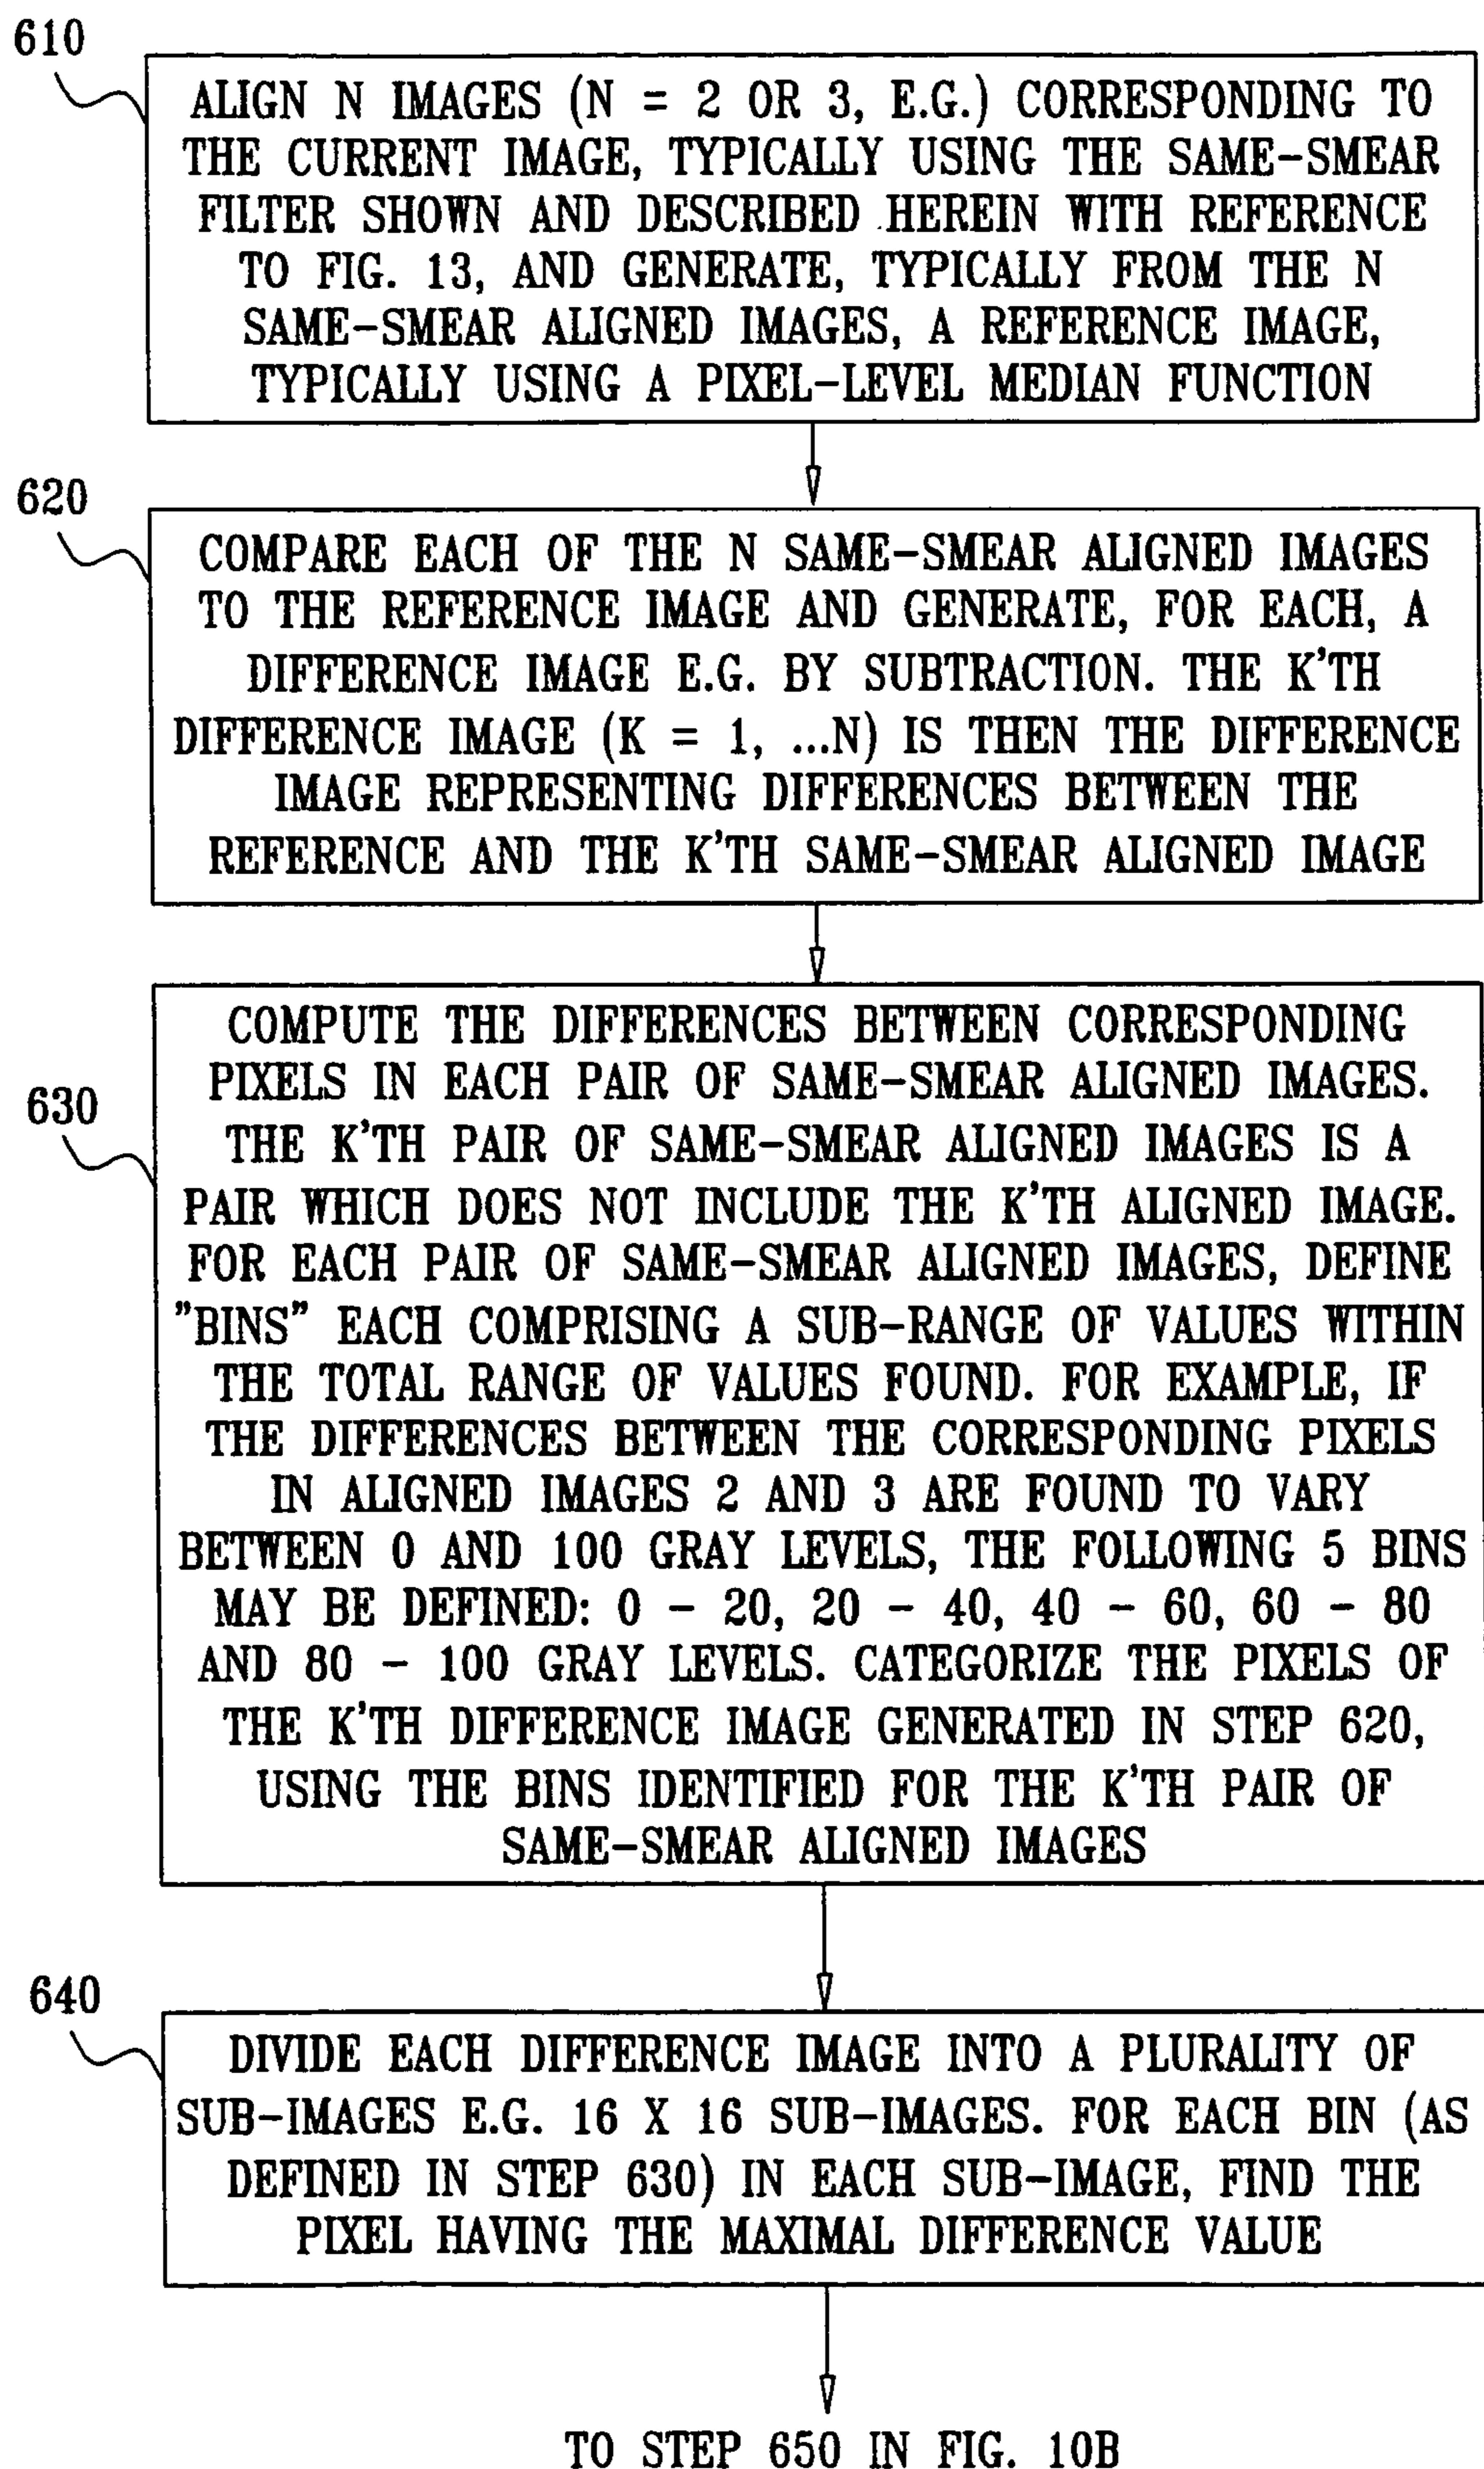 610
ALIGN N IMAGES (N = 2 OR 3, E.G.) CORRESPONDING TO
THE CURRENT IMAGE, TYPICALLY USING THE SAME-SMEAR
FILTER SHOWN AND DESCRIBED HEREIN WITH REFERENCE
TO FIG. 13, AND GENERATE, TYPICALLY FROM THE N
SAME-SMEAR ALIGNED IMAGES, A REFERENCE IMAGE,
TYPICALLY USING A PIXEL-LEVEL MEDIAN FUNCTION
620
COMPARE EACH OF THE N SAME-SMEAR ALIGNED IMAGES
TO THE REFERENCE IMAGE AND GENERATE, FOR EACH, A
DIFFERENCE IMAGE E.G. BY SUBTRACTION. THE K'TH
DIFFERENCE IMAGE (K = 1, ...N) IS THEN THE DIFFERENCE
IMAGE REPRESENTING DIFFERENCES BETWEEN THE
REFERENCE AND THE K'TH SAME-SMEAR ALIGNED IMAGE
630
COMPUTE THE DIFFERENCES BETWEEN CORRESPONDING
PIXELS IN EACH PAIR OF SAME-SMEAR ALIGNED IMAGES.
THE K'TH PAIR OF SAME-SMEAR ALIGNED IMAGES IS A
PAIR WHICH DOES NOT INCLUDE THE K'TH ALIGNED IMAGE.
FOR EACH PAIR OF SAME-SMEAR ALIGNED IMAGES, DEFINE
"BINS" EACH COMPRISING A SUB-RANGE OF VALUES WITHIN
THE TOTAL RANGE OF VALUES FOUND. FOR EXAMPLE, IF
THE DIFFERENCES BETWEEN THE CORRESPONDING PIXELS
IN ALIGNED IMAGES 2 AND 3 ARE FOUND TO VARY
BETWEEN 0 AND 100 GRAY LEVELS, THE FOLLOWING 5 BINS
MAY BE DEFINED: 0 - 20, 20 - 40, 40 - 60, 60 - 80
AND 80 - 100 GRAY LEVELS. CATEGORIZE THE PIXELS OF
THE K'TH DIFFERENCE IMAGE GENERATED IN STEP 620,
USING THE BINS IDENTIFIED FOR THE K'TH PAIR OF
SAME-SMEAR ALIGNED IMAGES
640
DIVIDE EACH DIFFERENCE IMAGE INTO A PLURALITY OF
SUB-IMAGES E.G. 16 X 16 SUB-IMAGES. FOR EACH BIN (AS
DEFINED IN STEP 630) IN EACH SUB-IMAGE, FIND THE
PIXEL HAVING THE MAXIMAL DIFFERENCE VALUE
TO STEP 650 IN FIG. 10B